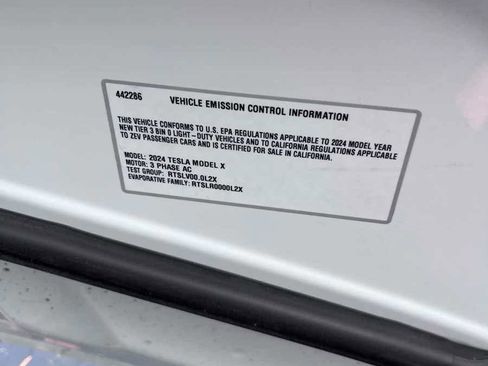 442286 VEHICLE EMISSION CONTROL INFORMATION
THIS VEHICLE CONFORMS TO U.S. EPA REGULATIONS APPLICABLE TO 2024 MODEL YEAR
NEW TIER 3 BIN 0 LIGHT-DUTY VEHICLES AND TO CALIFORNIA REGULATIONS APPLICABLE
TO ZEV PASSENGER CARS AND IS CERTIFIED FOR SALE IN CALIFORNIA.
MODEL: 2024 TESLA MODEL X
MOTOR: 3 PHASE AC
TEST GROUP: RTSLV00.0L2X
EVAPORATIVE FAMILY: RTSLR0000L2X